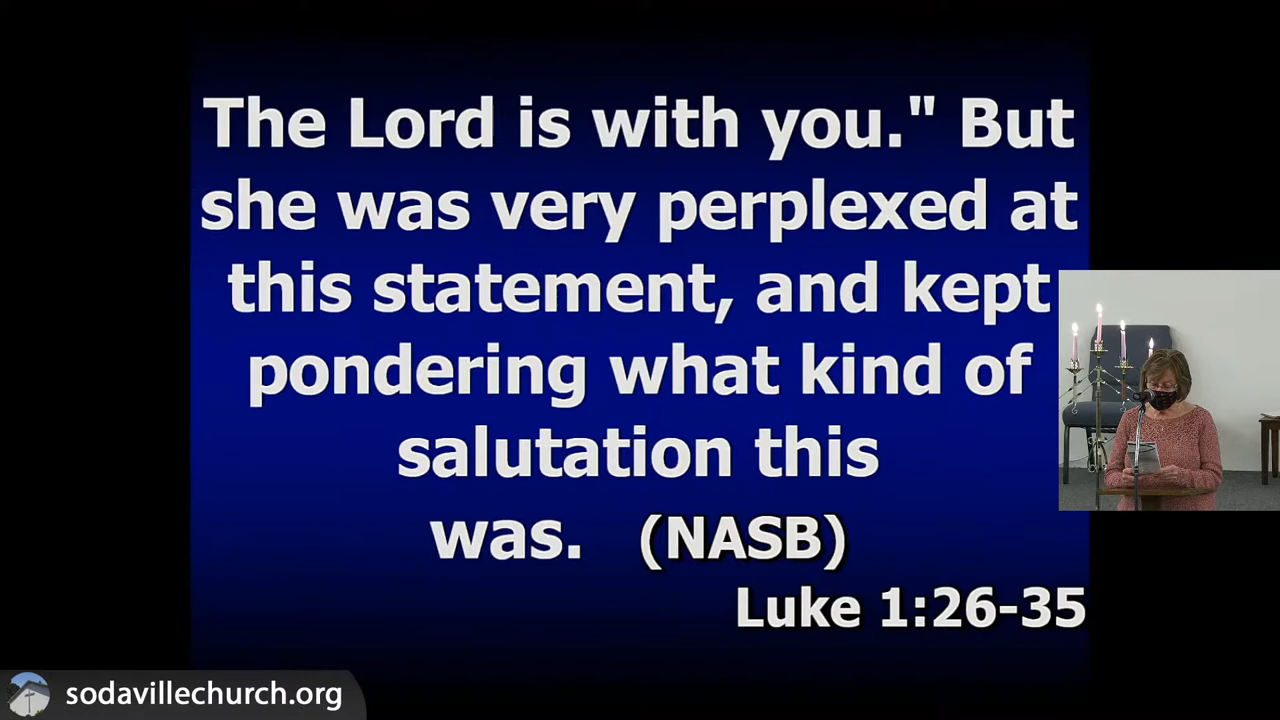 The Lord is with you." But
she was very perplexed at
this statement, and kept
pondering what kind of
salutation this
was. (NASB)
Luke 1:26-35
sodavillechurch.org